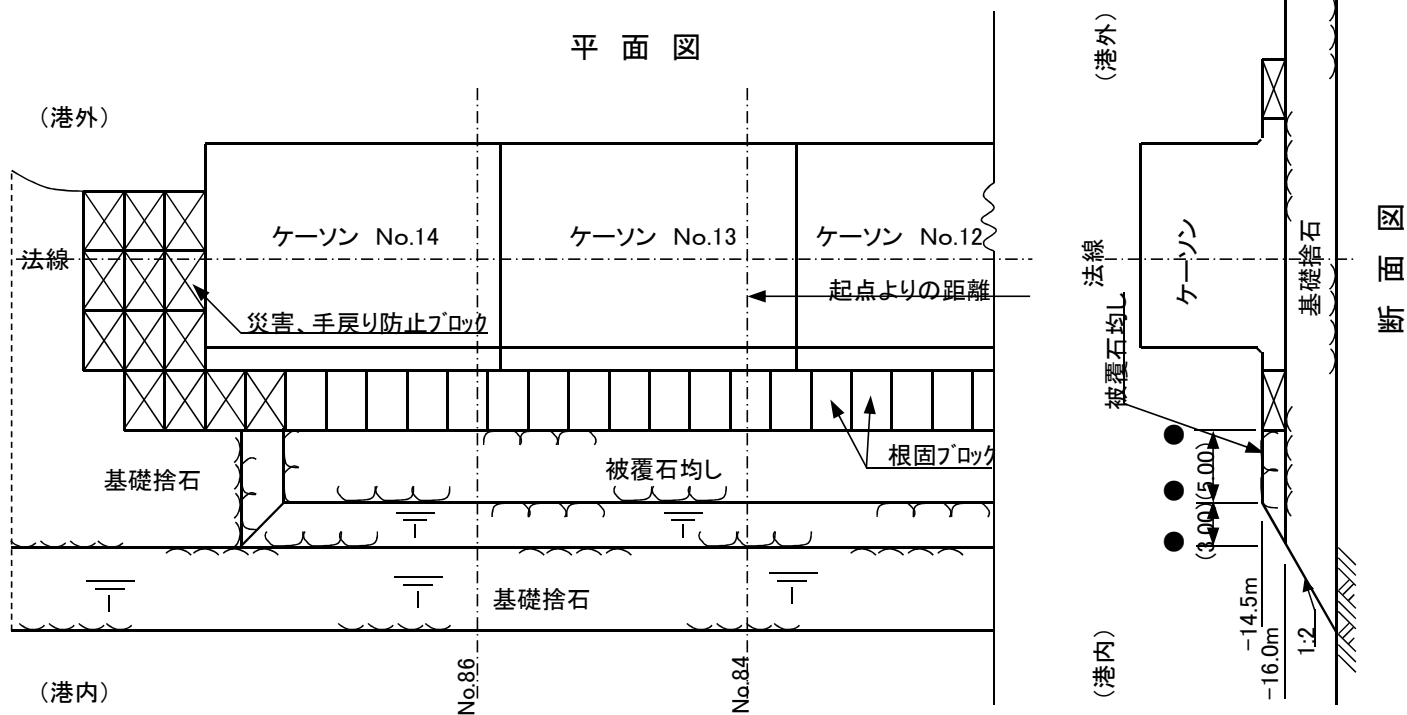 平 面 図
（港外）
ケーソン No.14
ケーソン No.13
ケーソン No.12
法線
起点よりの距離
災害、手戻り防止ブロック
根固ブロック
基礎捨石
被覆石均し
基礎捨石
（港内）
No.86
No.84
（港外）
法線
ケーソン
基礎捨石
断 面 図
被覆石均し
(5.00)
(3.00)
-14.5m
-16.0m
1:2
（港内）